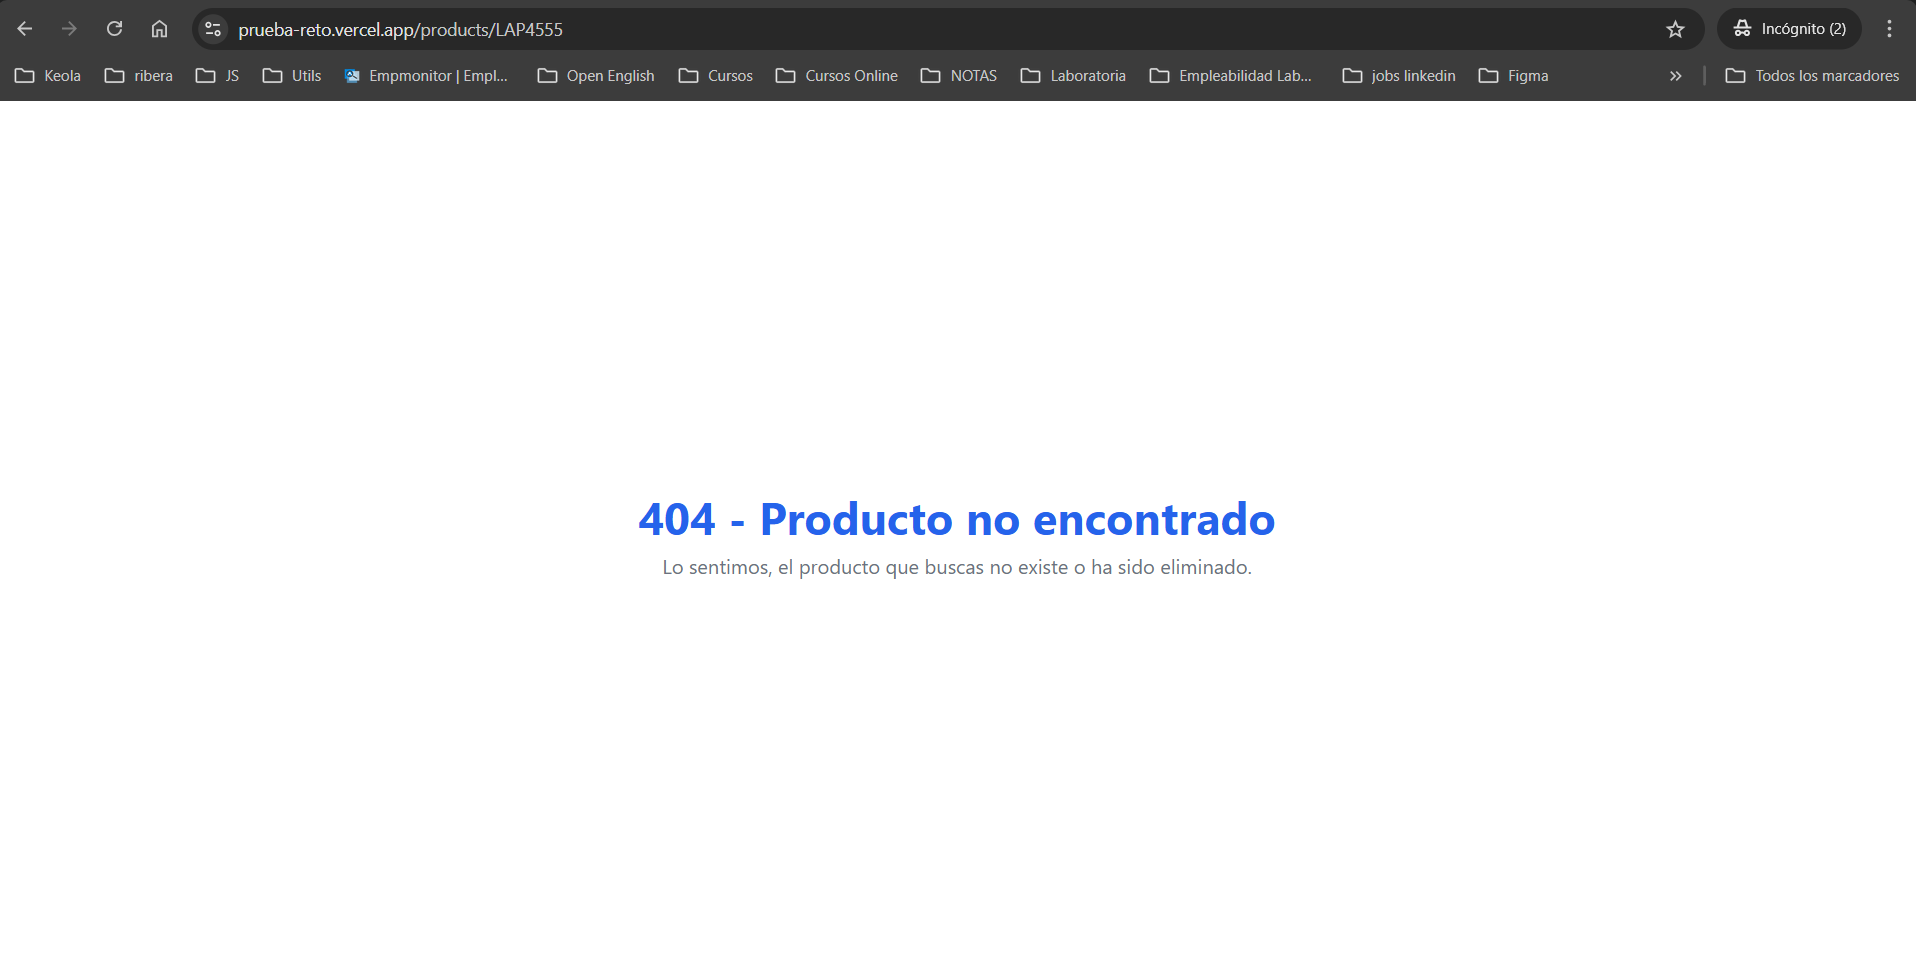 prueba-reto.vercel.app/products/LAP4555
Incógnito (2)
Keola ribera JS Utils Empmonitor | Empl... Open English Cursos Cursos Online NOTAS Laboratoria Empleabilidad Lab... jobs linkedin Figma » Todos los marcadores
404 - Producto no encontrado
Lo sentimos, el producto que buscas no existe o ha sido eliminado.